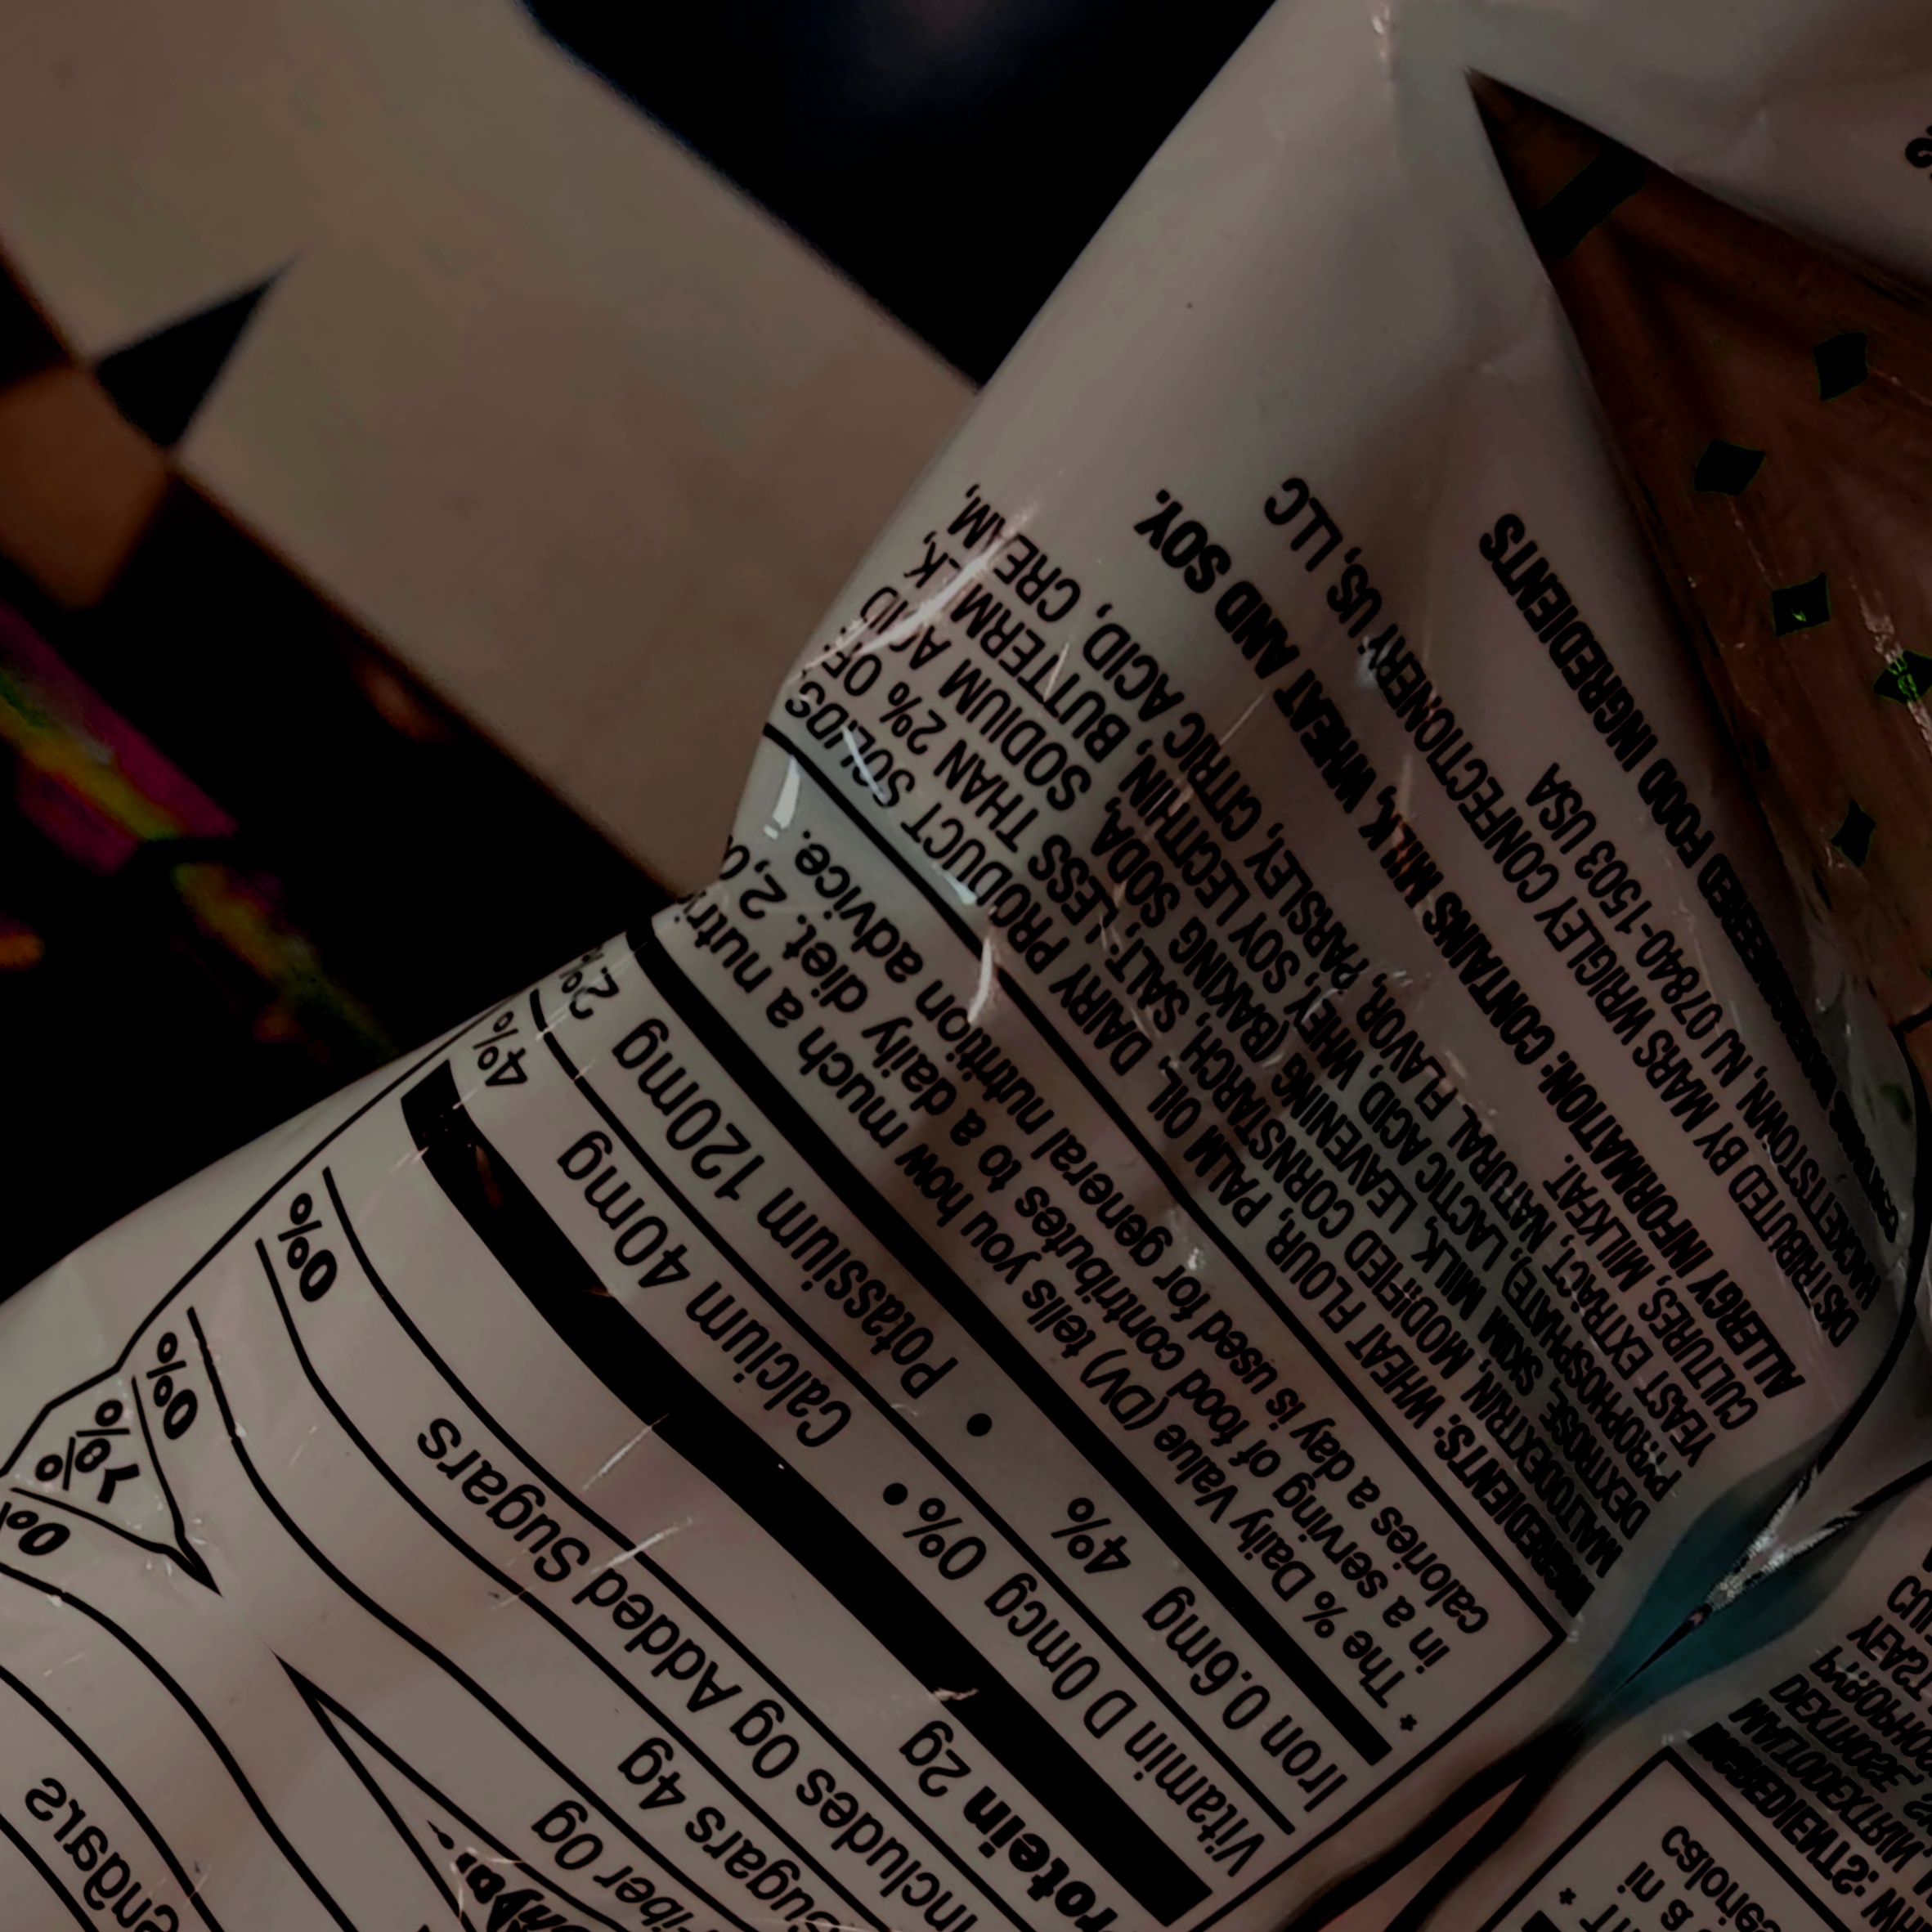 Fiber 0g 0%
Sugars 4g
Includes 0g Added Sugars 0%
Protein 2g
Vitamin D 0mcg 0% • Calcium 40mg 4%
Iron 0.6mg 4% • Potassium 120mg 2%
* The % Daily Value (DV) tells you how much a nutri
in a serving of food contributes to a daily diet. 2,0
calories a day is used for general nutrition advice.
INGREDIENTS: WHEAT FLOUR, PALM OIL, DAIRY PRODUCT SOLIDS,
MALTODEXTRIN, MODIFIED CORNSTARCH, SALT; LESS THAN 2% OF:
DEXTROSE, SKIM MILK, LEAVENING (BAKING SODA, SODIUM ACID
PYROPHOSPHATE), LACTIC ACID, WHEY, SOY LECITHIN, BUTTERMILK,
YEAST EXTRACT, NATURAL FLAVOR, PARSLEY, CITRIC ACID, CREAM,
CULTURES, MILKFAT.
ALLERGY INFORMATION: CONTAINS MILK, WHEAT AND SOY.
DISTRIBUTED BY MARS WRIGLEY CONFECTIONERY US, LLC
HACKETTSTOWN, NJ 07840-1503 USA
FOOD INGREDIENTS